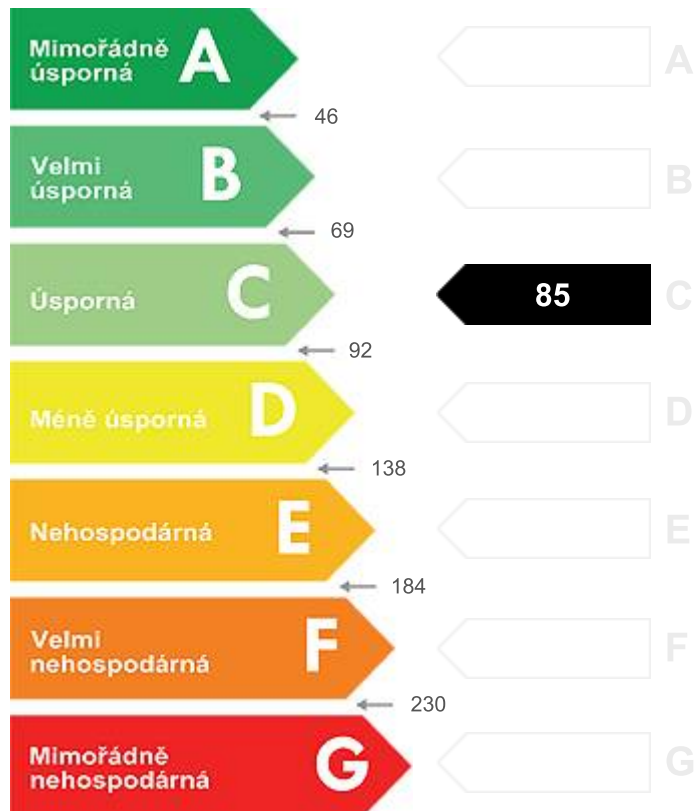 Mimořádně
úsporná
A
A
46
Velmi
úsporná
B
B
69
Úsporná
C
85
C
92
Méně úsporná
D
D
138
Nehospodárná
E
E
184
Velmi
nehospodárná
F
F
230
Mimořádně
nehospodárná
G
G